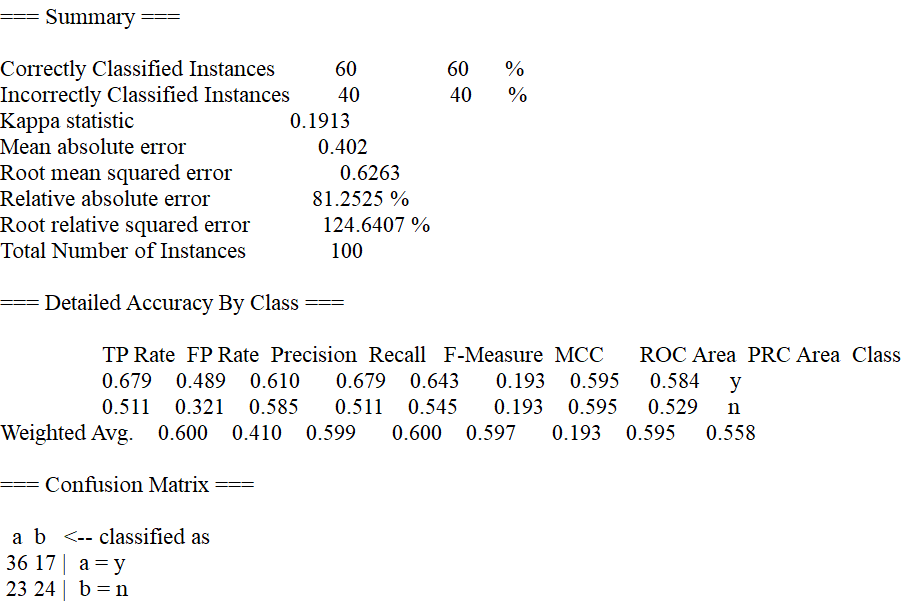 === Summary ===
Correctly Classified Instances 60 60 %
Incorrectly Classified Instances 40 40 %
Kappa statistic 0.1913
Mean absolute error 0.402
Root mean squared error 0.6263
Relative absolute error 81.2525 %
Root relative squared error 124.6407 %
Total Number of Instances 100
=== Detailed Accuracy By Class ===
TP Rate FP Rate Precision Recall F-Measure MCC ROC Area PRC Area Class
0.679 0.489 0.610 0.679 0.643 0.193 0.595 0.584 y
0.511 0.321 0.585 0.511 0.545 0.193 0.595 0.529 n
Weighted Avg. 0.600 0.410 0.599 0.600 0.597 0.193 0.595 0.558
=== Confusion Matrix ===
a b <-- classified as
36 17 | a = y
23 24 | b = n